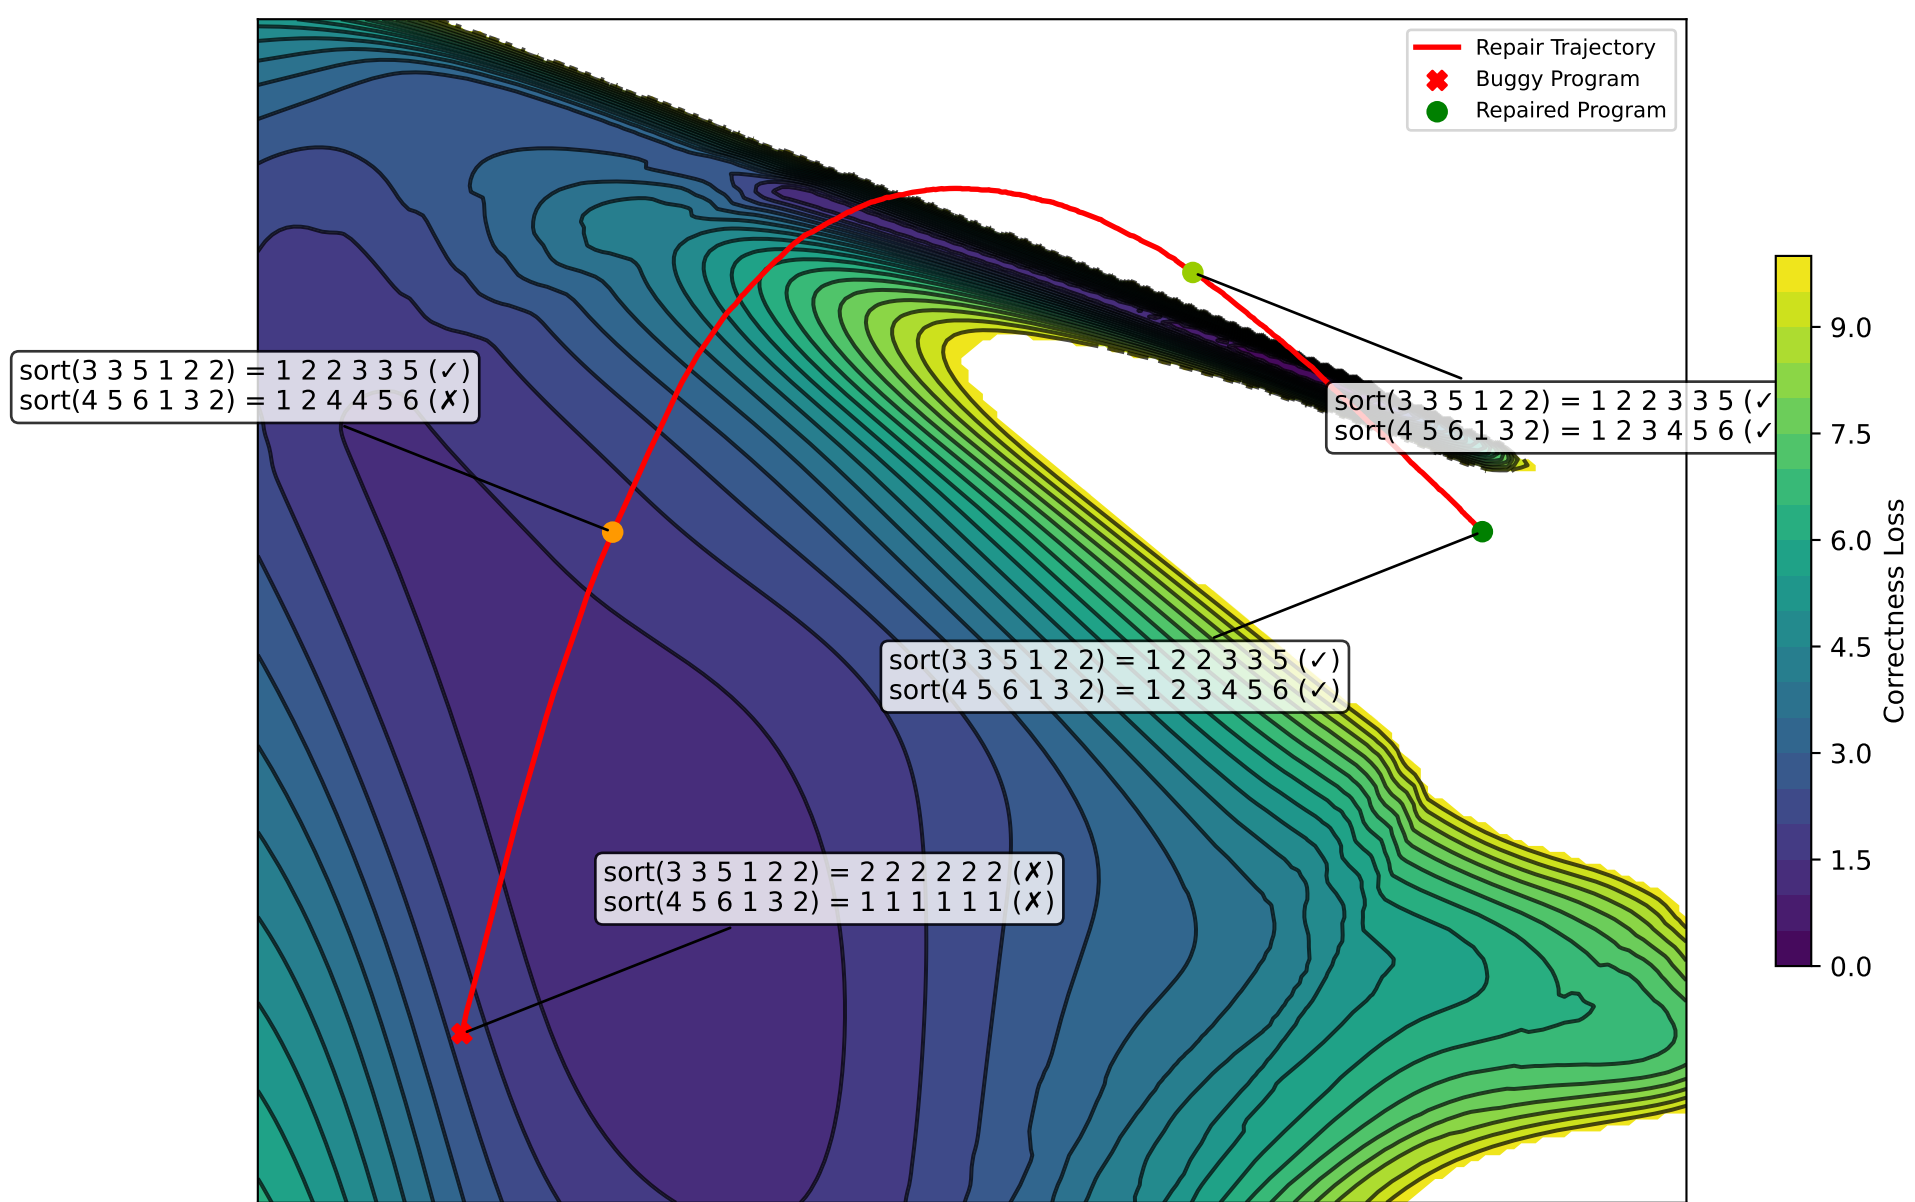 Repair Trajectory
Buggy Program
Repaired Program
sort(3 3 5 1 2 2) = 1 2 2 3 3 5 (✓)
sort(4 5 6 1 3 2) = 1 2 4 4 5 6 (✗)
sort(3 3 5 1 2 2) = 1 2 2 3 3 5 (✓
sort(4 5 6 1 3 2) = 1 2 3 4 5 6 (✓
sort(3 3 5 1 2 2) = 1 2 2 3 3 5 (✓)
sort(4 5 6 1 3 2) = 1 2 3 4 5 6 (✓)
sort(3 3 5 1 2 2) = 2 2 2 2 2 2 (✗)
sort(4 5 6 1 3 2) = 1 1 1 1 1 1 (✗)
9.0
7.5
6.0
4.5
3.0
1.5
0.0
Correctness Loss